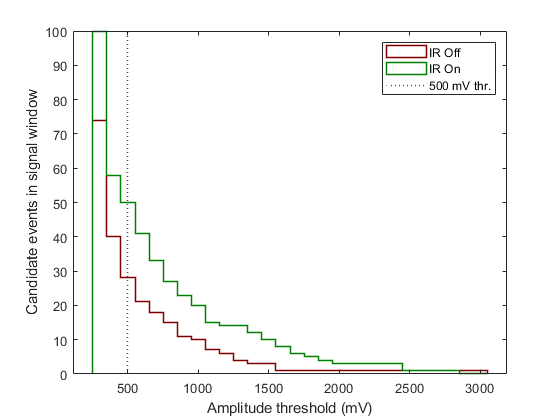 100
90
80
70
60
50
40
30
20
10
0
Candidate events in signal window
IR Off
IR On
500 mV thr.
500 1000 1500 2000 2500 3000
Amplitude threshold (mV)